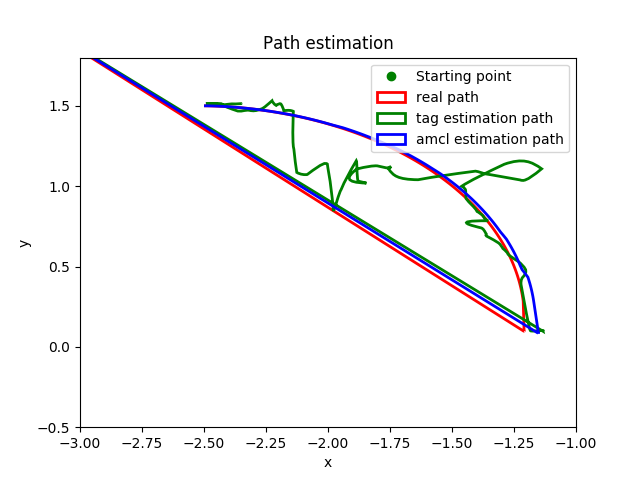 Path estimation
Starting point
real path
tag estimation path
amcl estimation path
1.5
1.0
0.5
0.0
−0.5
y
−3.00 −2.75 −2.50 −2.25 −2.00 −1.75 −1.50 −1.25 −1.00
x